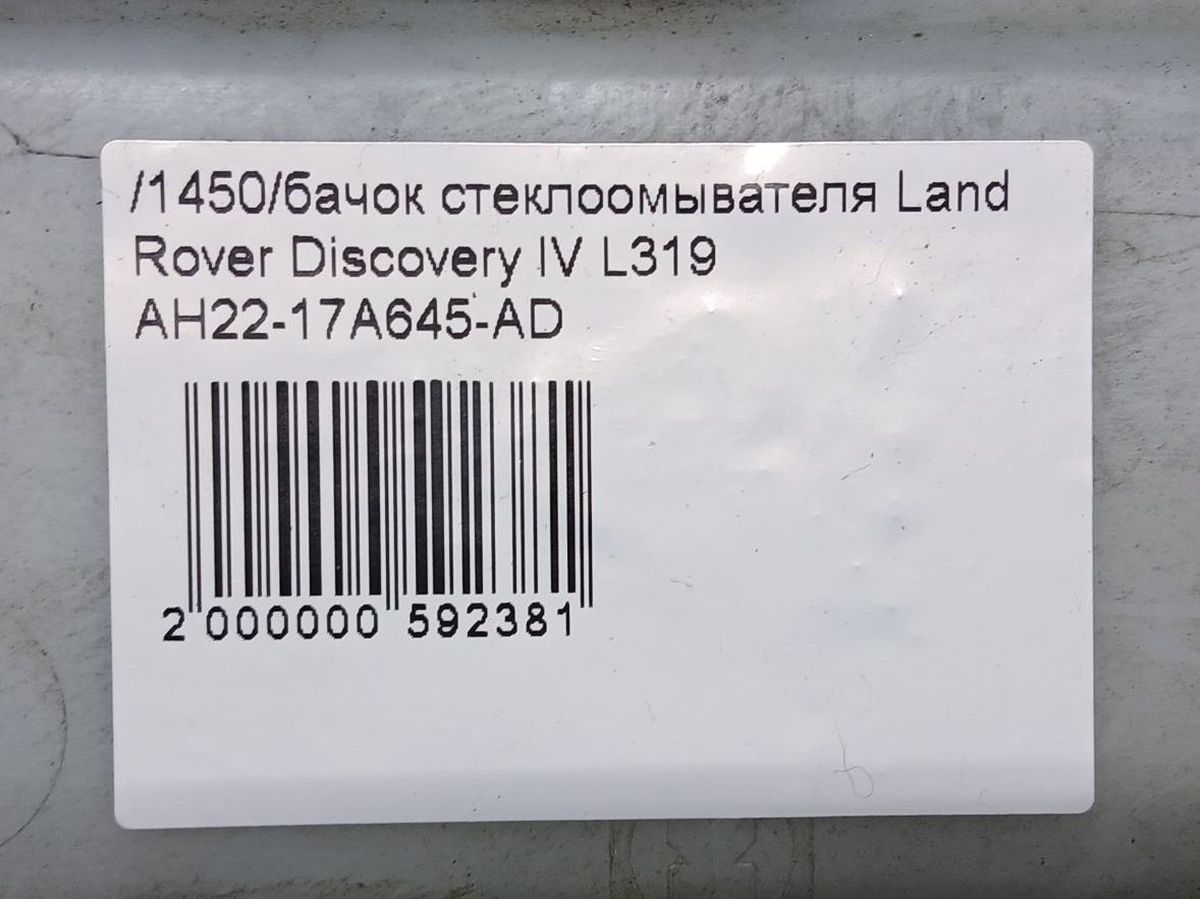 /1450/бачок стеклоомывателя Land
Rover Discovery IV L319
AH22-17A645-AD
2 000000 592381